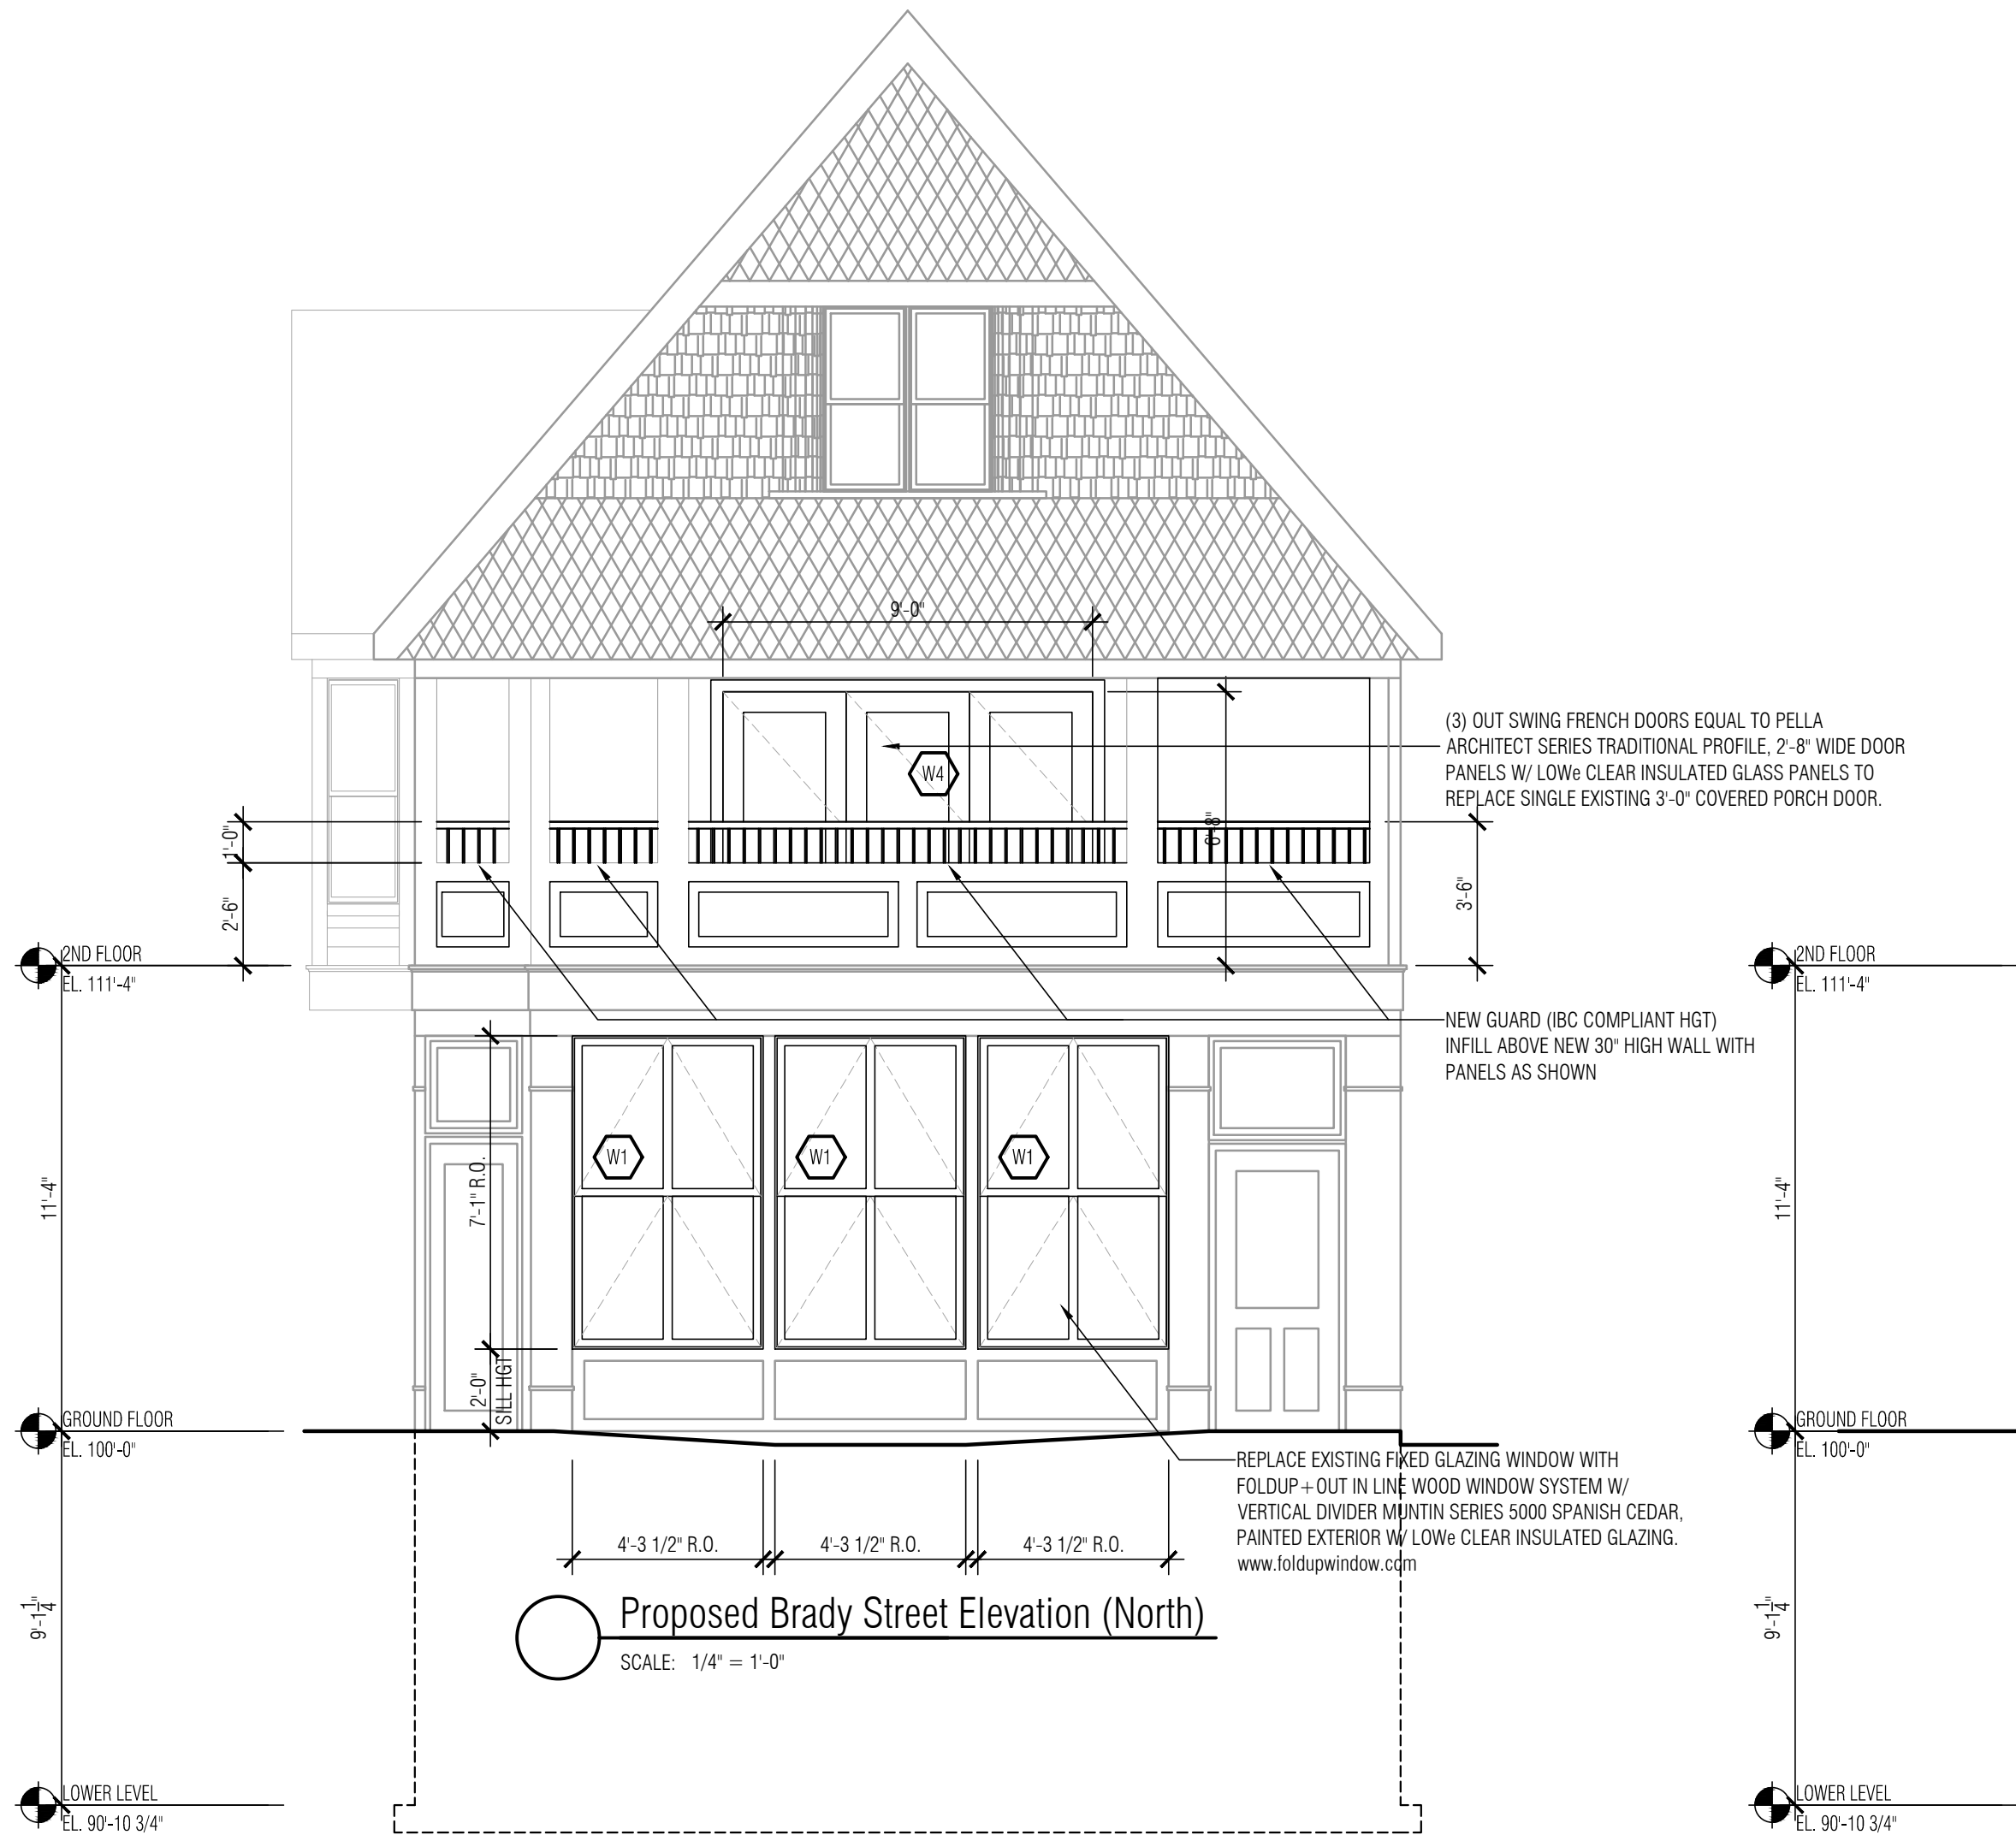 9'-0"
(3) OUT SWING FRENCH DOORS EQUAL TO PELLA
ARCHITECT SERIES TRADITIONAL PROFILE, 2'-8" WIDE DOOR
PANELS W/ LOWe CLEAR INSULATED GLASS PANELS TO
REPLACE SINGLE EXISTING 3'-0" COVERED PORCH DOOR.
W4
1'-0"
6'-8"
2'-6"
3'-6"
2ND FLOOR
EL. 111'-4"
2ND FLOOR
EL. 111'-4"
NEW GUARD (IBC COMPLIANT HGT)
INFILL ABOVE NEW 30" HIGH WALL WITH
PANELS AS SHOWN
W1
W1
W1
7'-1" R.O.
11'-4"
11'-4"
2'-0"
SILL HGT
GROUND FLOOR
EL. 100'-0"
GROUND FLOOR
EL. 100'-0"
REPLACE EXISTING FIXED GLAZING WINDOW WITH
FOLDUP+OUT IN LINE WOOD WINDOW SYSTEM W/
VERTICAL DIVIDER MUNTIN SERIES 5000 SPANISH CEDAR,
PAINTED EXTERIOR W/ LOWe CLEAR INSULATED GLAZING.
www.foldupwindow.com
4'-3 1/2" R.O.
4'-3 1/2" R.O.
4'-3 1/2" R.O.
9'-1 1/4"
9'-1 1/4"
Proposed Brady Street Elevation (North)
SCALE: 1/4" = 1'-0"
LOWER LEVEL
EL. 90'-10 3/4"
LOWER LEVEL
EL. 90'-10 3/4"